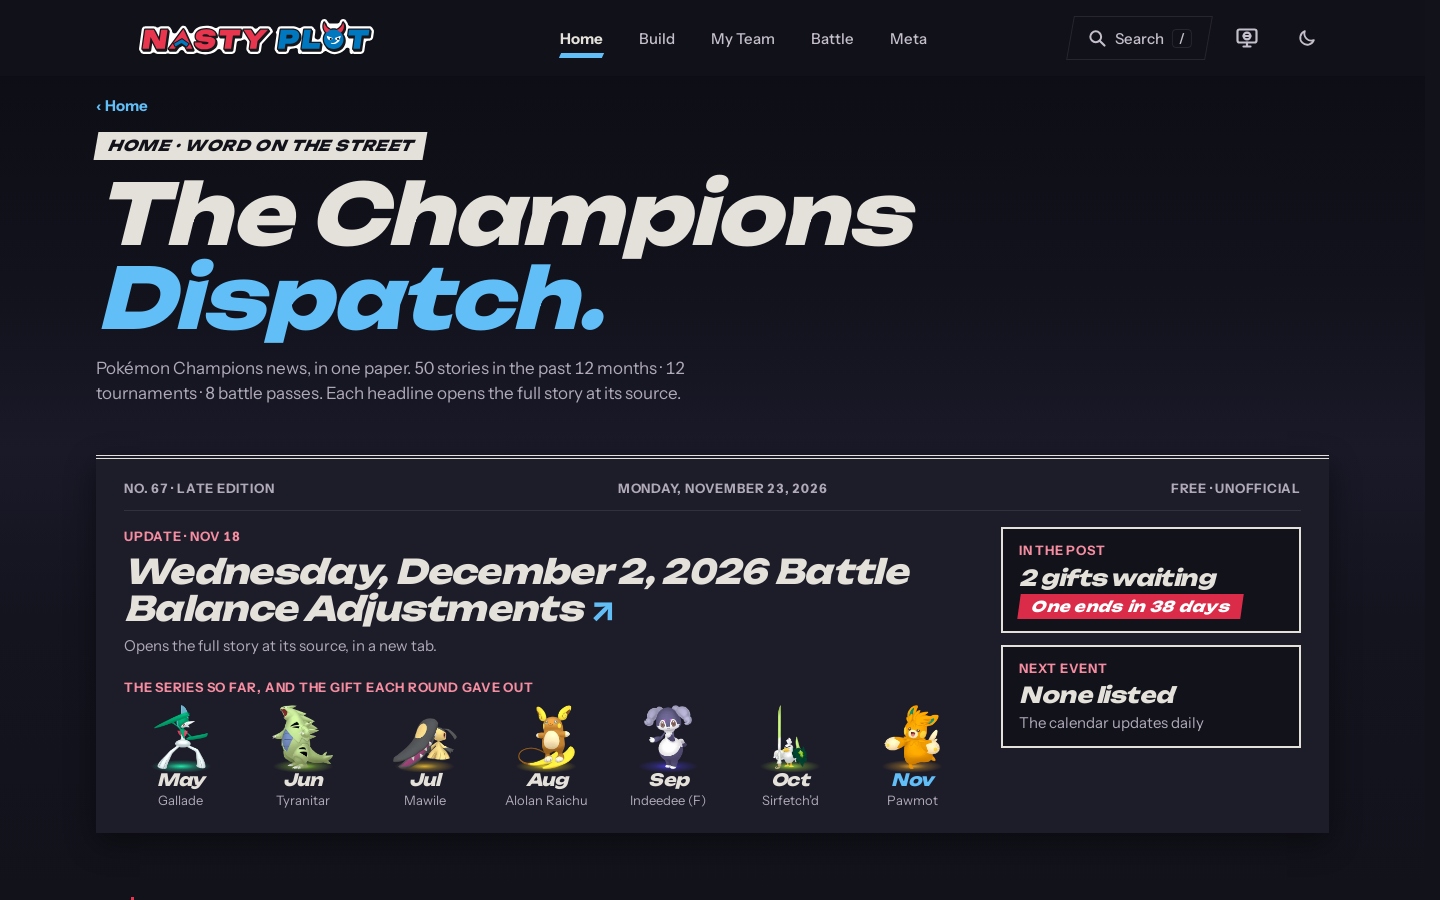 NASTY PLOT
Home
Build
My Team
Battle
Meta
Search /
‹ Home
HOME · WORD ON THE STREET
The Champions
Dispatch.
Pokémon Champions news, in one paper. 50 stories in the past 12 months · 12
tournaments · 8 battle passes. Each headline opens the full story at its source.
NO. 67 · LATE EDITION
MONDAY, NOVEMBER 23, 2026
FREE · UNOFFICIAL
UPDATE · NOV 18
Wednesday, December 2, 2026 Battle
Balance Adjustments
Opens the full story at its source, in a new tab.
THE SERIES SO FAR, AND THE GIFT EACH ROUND GAVE OUT
May
Gallade
Jun
Tyranitar
Jul
Mawile
Aug
Alolan Raichu
Sep
Indeedee (F)
Oct
Sirfetch’d
Nov
Pawmot
IN THE POST
2 gifts waiting
One ends in 38 days
NEXT EVENT
None listed
The calendar updates daily